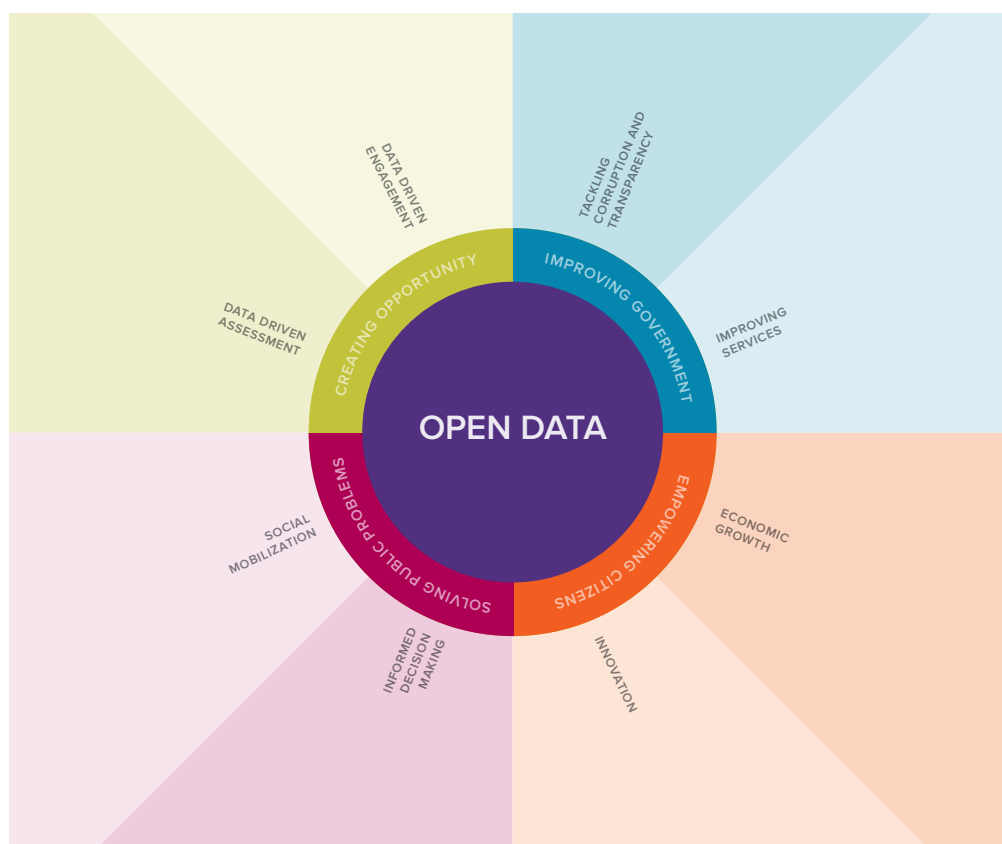 OPEN DATA
IMPROVING GOVERNMENT
TACKLING
CORRUPTION AND
TRANSPARENCY
IMPROVING
SERVICES
EMPOWERING CITIZENS
ECONOMIC
GROWTH
INNOVATION
SOLVING PUBLIC PROBLEMS
INFORMED
DECISION
MAKING
SOCIAL
MOBILIZATION
CREATING OPPORTUNITY
DATA DRIVEN
ASSESSMENT
DATA DRIVEN
ENGAGEMENT